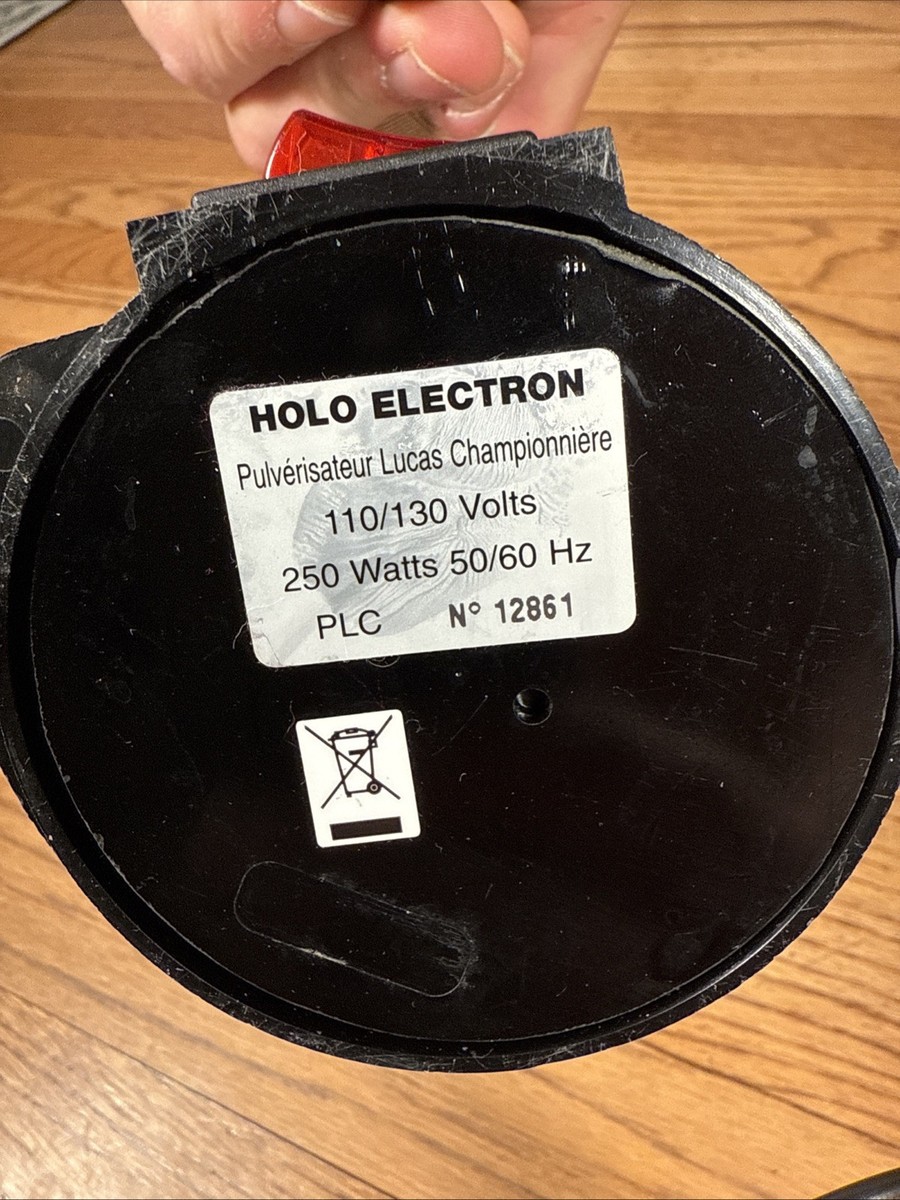 HOLO ELECTRON
Pulvérisateur Lucas Championnière
110/130 Volts
250 Watts 50/60 Hz
PLC N° 12861